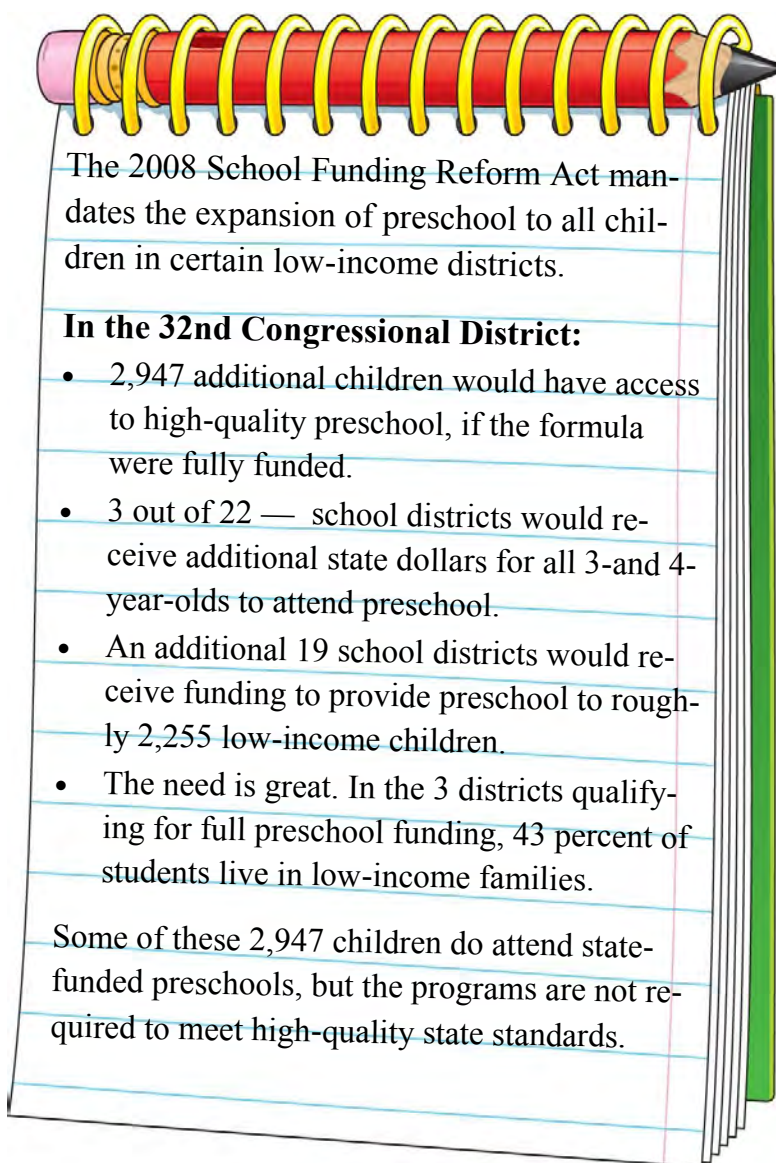 The 2008 School Funding Reform Act man-
dates the expansion of preschool to all chil-
dren in certain low-income districts.
In the 32nd Congressional District:
• 2,947 additional children would have access
to high-quality preschool, if the formula
were fully funded.
• 3 out of 22 — school districts would re-
ceive additional state dollars for all 3-and 4-
year-olds to attend preschool.
• An additional 19 school districts would re-
ceive funding to provide preschool to rough-
ly 2,255 low-income children.
• The need is great. In the 3 districts qualify-
ing for full preschool funding, 43 percent of
students live in low-income families.
Some of these 2,947 children do attend state-
funded preschools, but the programs are not re-
quired to meet high-quality state standards.